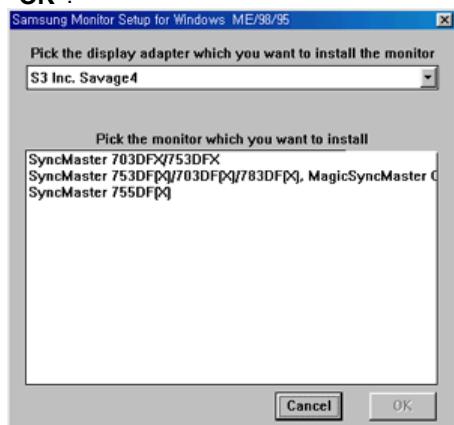 "OK".
Samsung Monitor Setup for Windows ME/98/95
Pick the display adapter which you want to install the monitor
S3 Inc. Savage4
Pick the monitor which you want to install
SyncMaster 703DFX/753DFX
SyncMaster 753DF[X]/703DF[X]/783DF[X], MagicSyncMaster
SyncMaster 755DF[X]
Cancel
OK